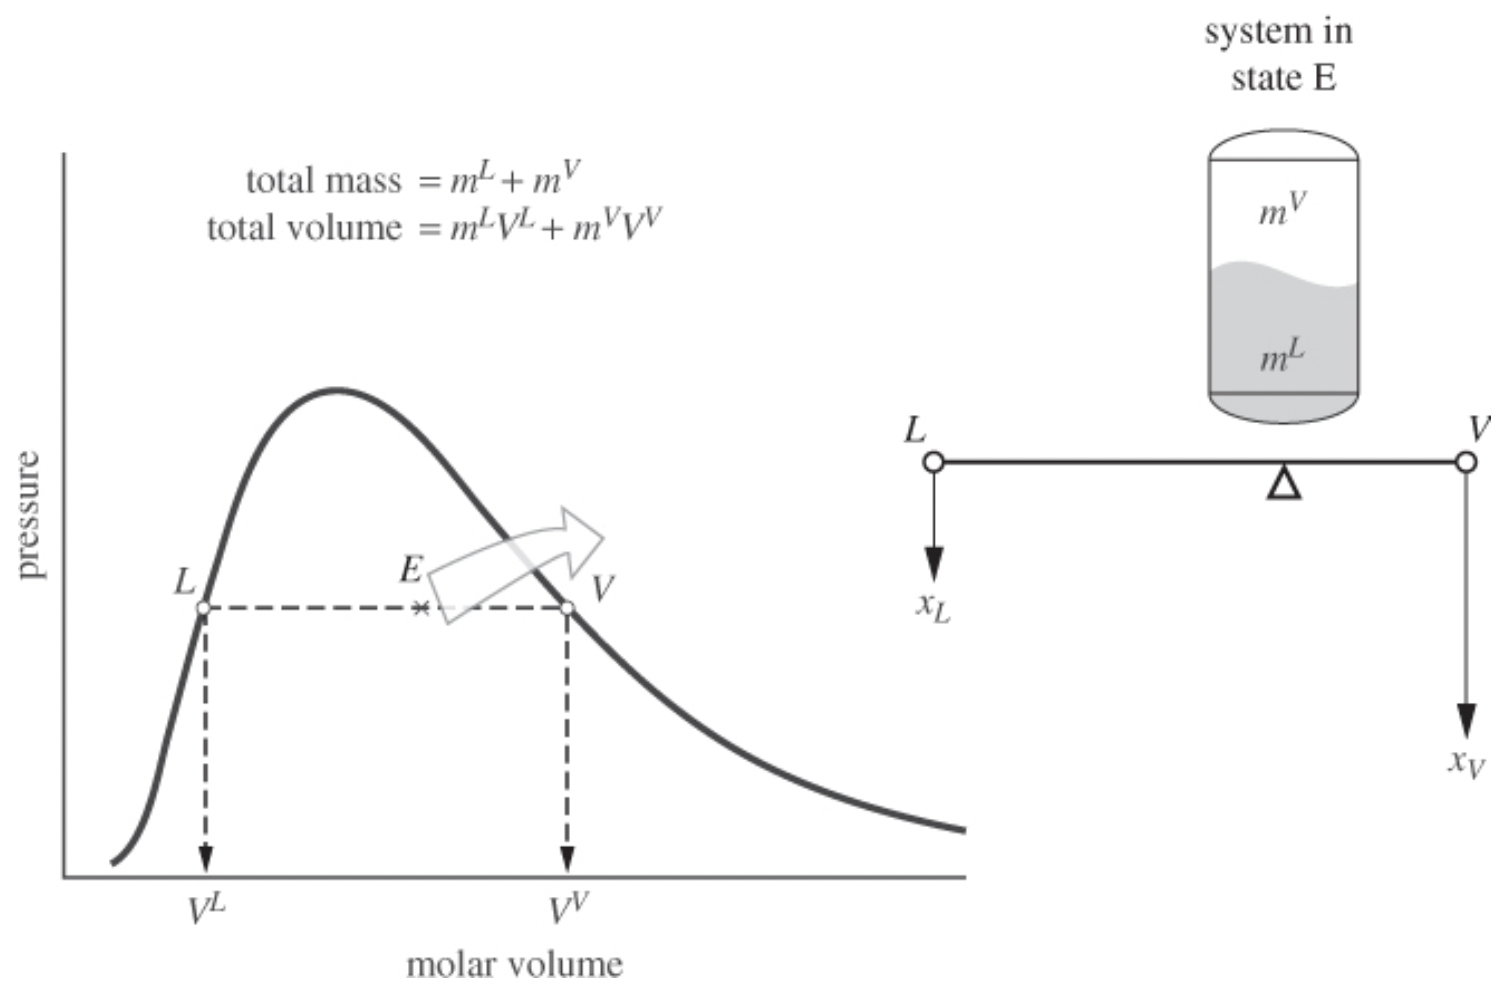 system in
state E
total mass = m^L + m^V
total volume = m^L V^L + m^V V^V
m^V
m^L
L
V
x_L
x_V
pressure
L
E
V
V^L
V^V
molar volume